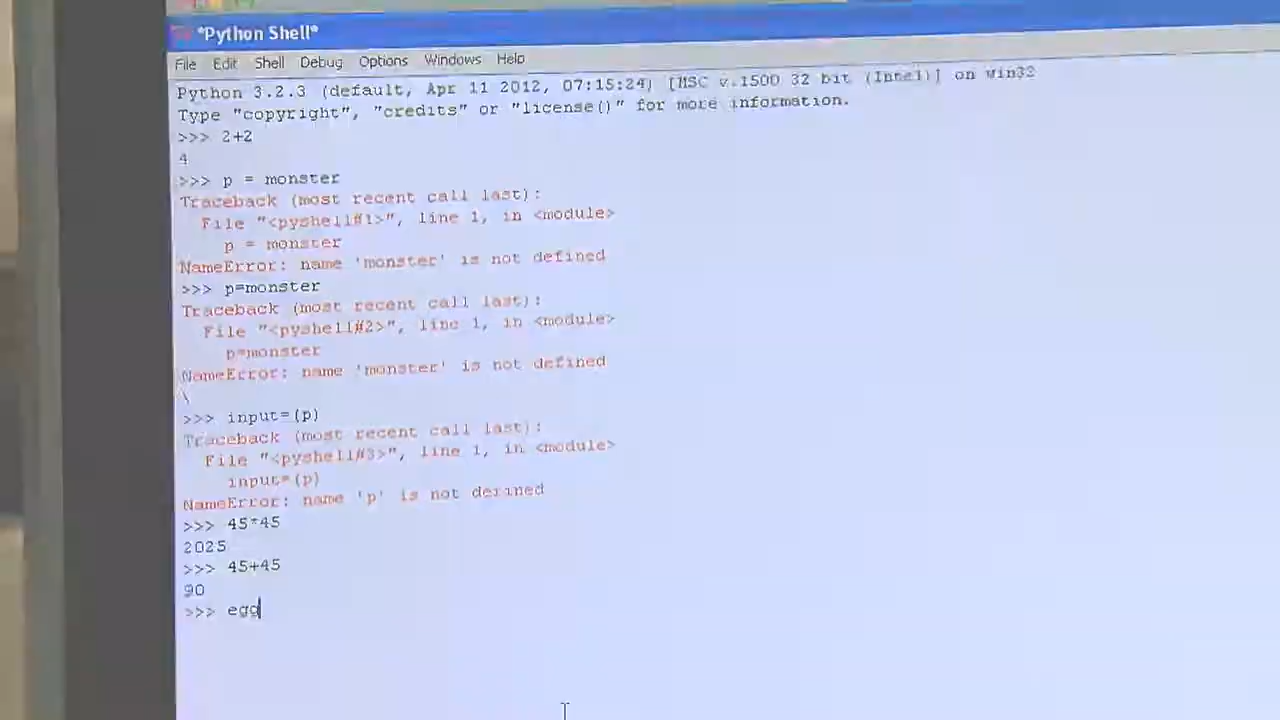 *Python Shell*
File Edit Shell Debug Options Windows Help
Python 3.2.3 (default, Apr 11 2012, 07:15:24) [MSC v.1500 32 bit (Intel)] on win32
Type "copyright", "credits" or "license()" for more information.
>>> 2+2
4
>>> p = monster
Traceback (most recent call last):
  File "<pyshell#1>", line 1, in <module>
    p = monster
NameError: name 'monster' is not defined
>>> p=monster
Traceback (most recent call last):
  File "<pyshell#2>", line 1, in <module>
    p=monster
NameError: name 'monster' is not defined
\
>>> input=(p)
Traceback (most recent call last):
  File "<pyshell#3>", line 1, in <module>
    input=(p)
NameError: name 'p' is not defined
>>> 45*45
2025
>>> 45+45
90
>>> egg